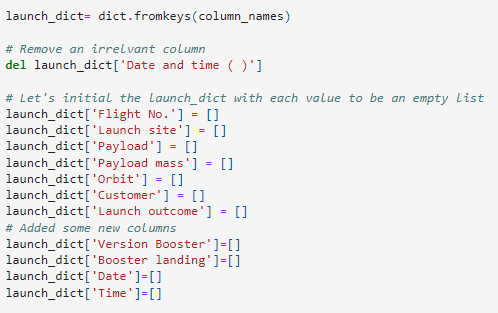 launch_dict= dict.fromkeys(column_names)
# Remove an irrelvant column
del launch_dict['Date and time ( )']
# Let's initial the launch_dict with each value to be an empty list
launch_dict['Flight No.'] = []
launch_dict['Launch site'] = []
launch_dict['Payload'] = []
launch_dict['Payload mass'] = []
launch_dict['Orbit'] = []
launch_dict['Customer'] = []
launch_dict['Launch outcome'] = []
# Added some new columns
launch_dict['Version Booster']=[]
launch_dict['Booster landing']=[]
launch_dict['Date']=[]
launch_dict['Time']=[]